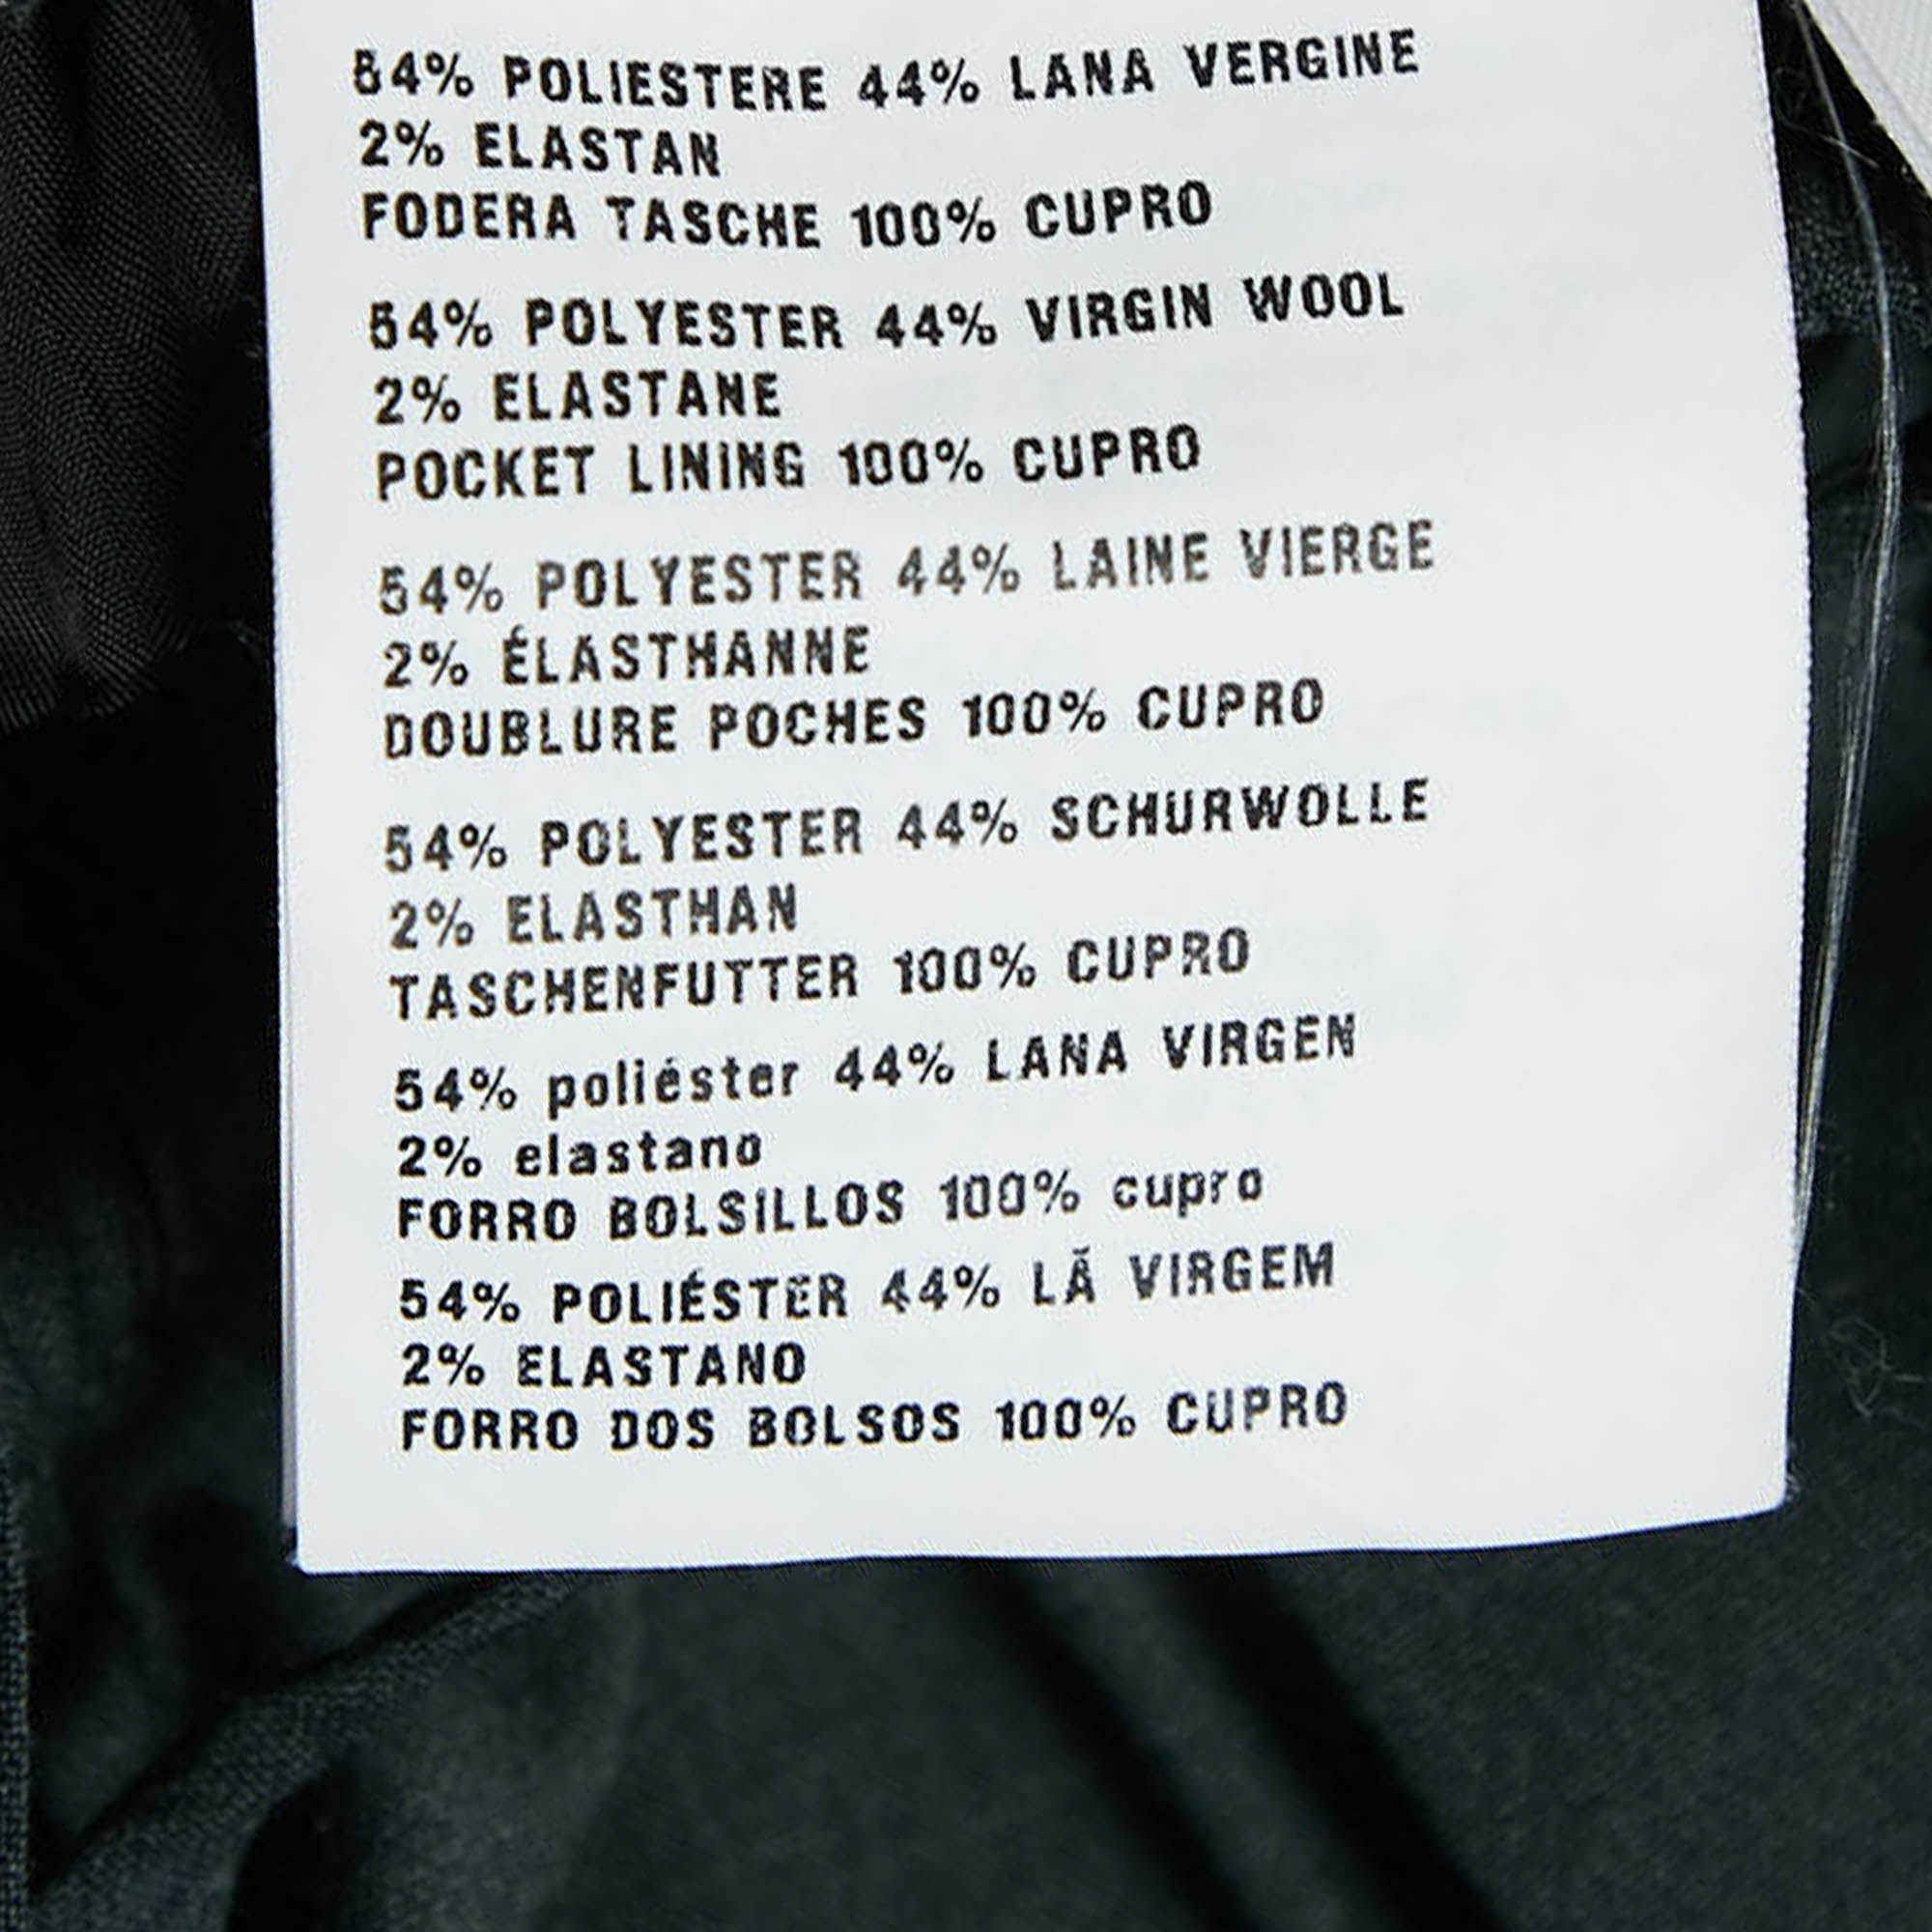 54% POLIESTERE 44% LANA VERGINE
2% ELASTAN
FODERA TASCHE 100% CUPRO
54% POLYESTER 44% VIRGIN WOOL
2% ELASTANE
POCKET LINING 100% CUPRO
54% POLYESTER 44% LAINE VIERGE
2% ÉLASTHANNE
DOUBLURE POCHES 100% CUPRO
54% POLYESTER 44% SCHURWOLLE
2% ELASTHAN
TASCHENFUTTER 100% CUPRO
54% poliéster 44% LANA VIRGEN
2% elastano
FORRO BOLSILLOS 100% cupro
54% POLIÉSTER 44% LÃ VIRGEM
2% ELASTANO
FORRO DOS BOLSOS 100% CUPRO